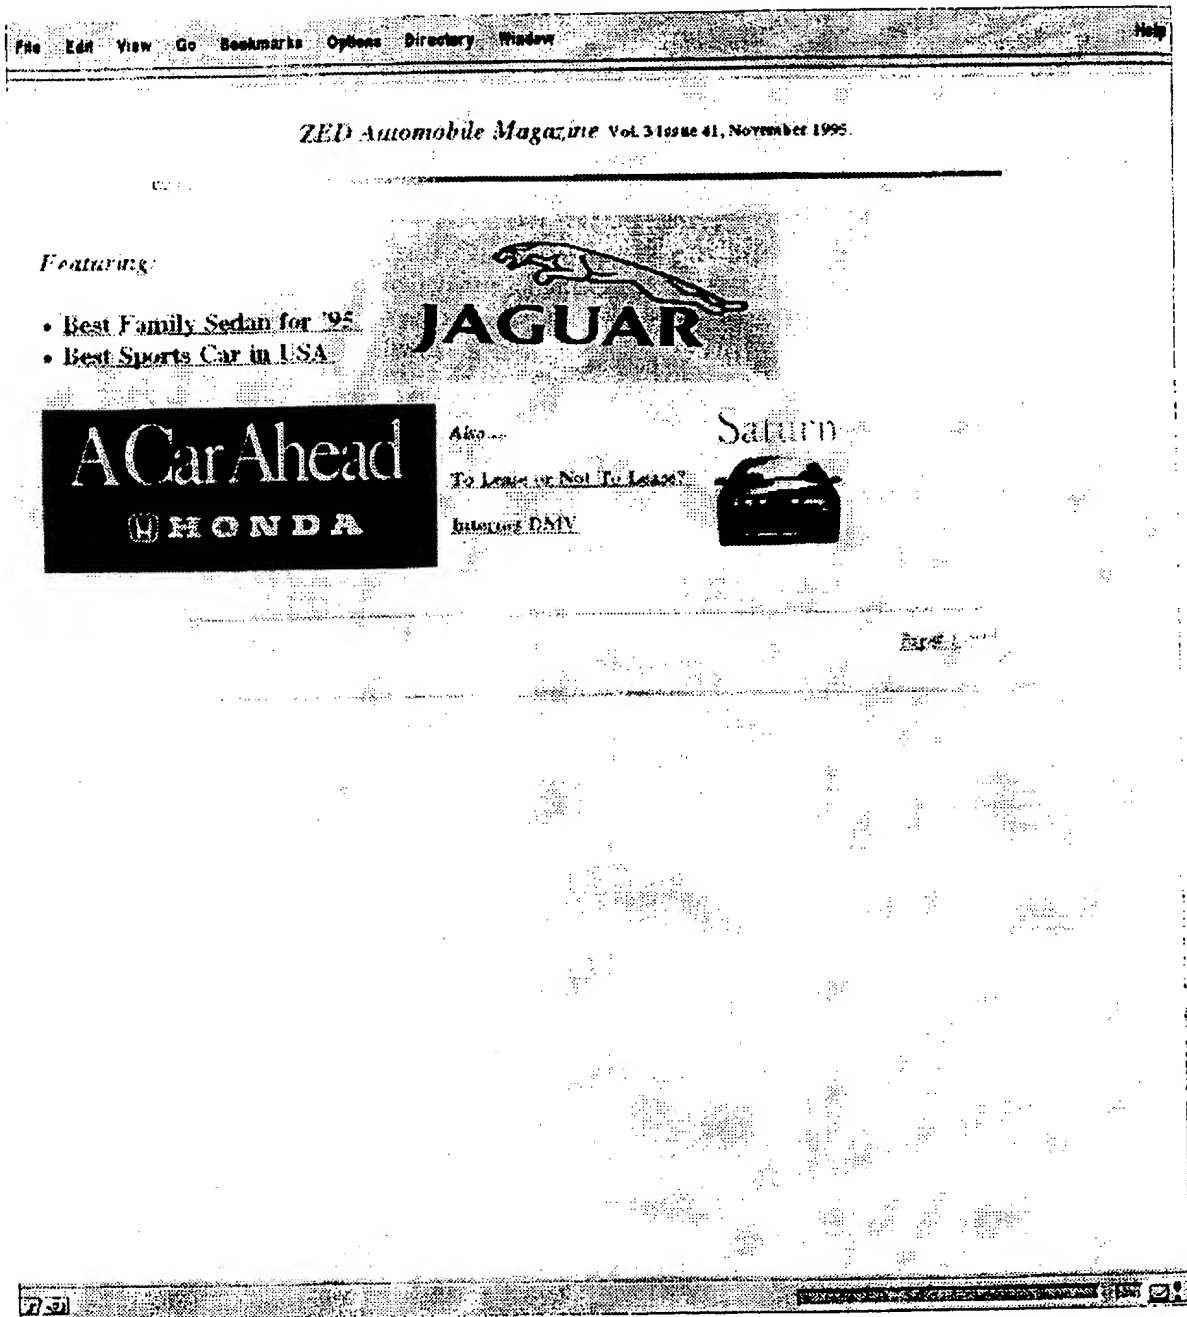 File Edit View Go Bookmarks Options Directory Window Help
ZED Automobile Magazine Vol. 3 Issue 41, November 1995.
Featuring:
• Best Family Sedan for '95
• Best Sports Car in USA
JAGUAR
A Car Ahead
HONDA
Also...
To Lease or Not To Lease?
Internet DMV
Saturn